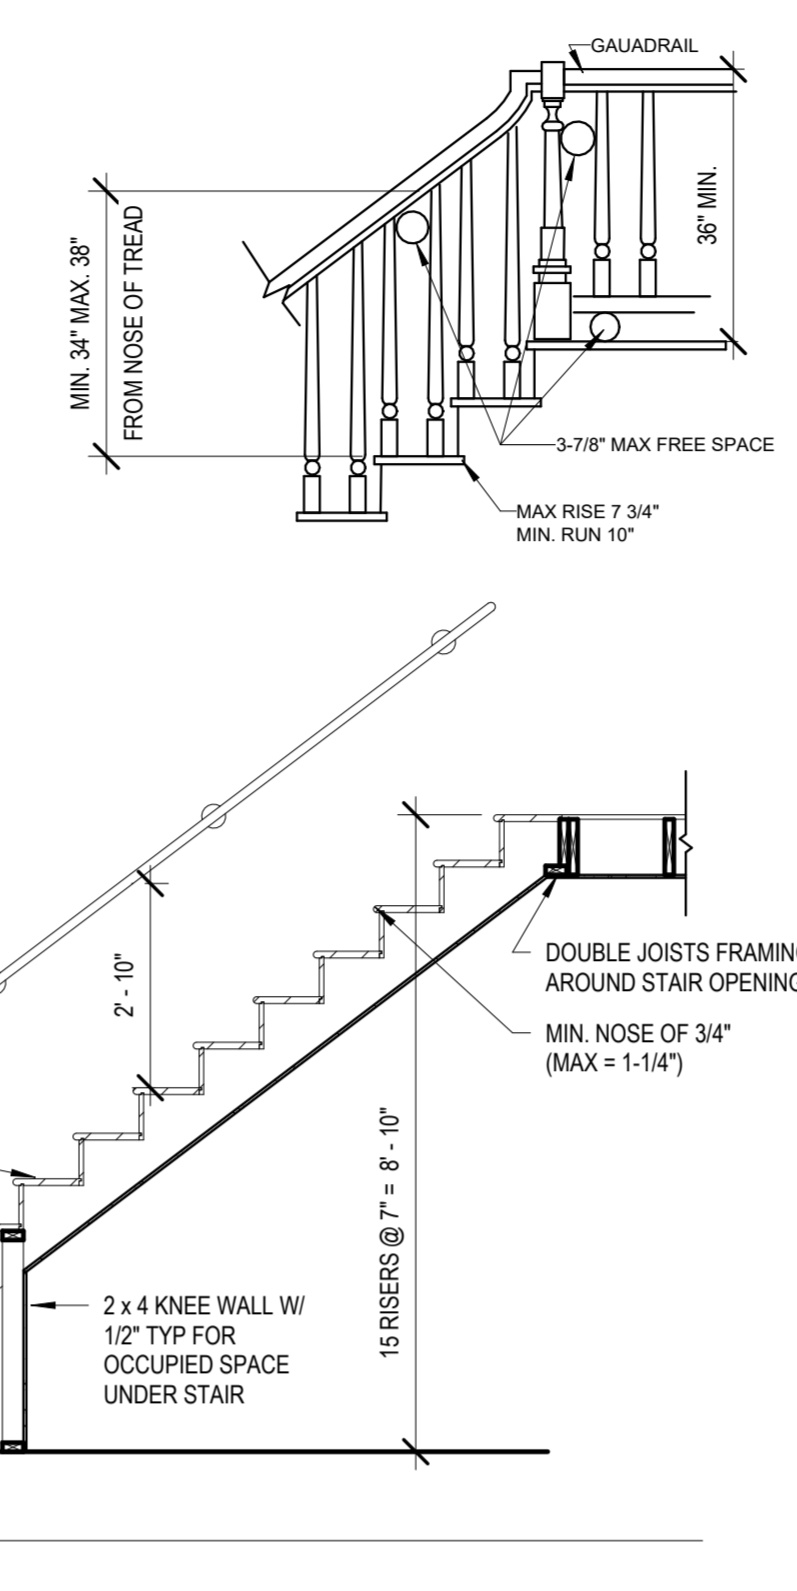 GAUADRAIL
MIN. 34" MAX. 38"
FROM NOSE OF TREAD
36" MIN.
3-7/8" MAX FREE SPACE
MAX RISE 7 3/4"
MIN. RUN 10"
2' - 10"
DOUBLE JOISTS FRAMING
AROUND STAIR OPENING
MIN. NOSE OF 3/4"
(MAX = 1-1/4")
15 RISERS @ 7" = 8' - 10"
2 x 4 KNEE WALL W/
1/2" TYP FOR
OCCUPIED SPACE
UNDER STAIR